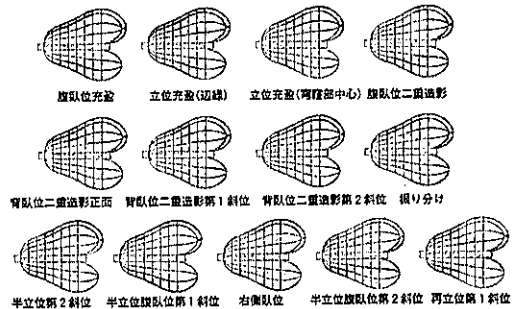 腹臥位充盈 立位充盈(辺縁) 立位充盈(穹窿部中心) 腹臥位二重造影
背臥位二重造影正面 背臥位二重造影第1斜位 背臥位二重造影第2斜位 振り分け
半立位第2斜位 半立位腹臥位第1斜位 右側臥位 半立位腹臥位第2斜位 再立位第1斜位